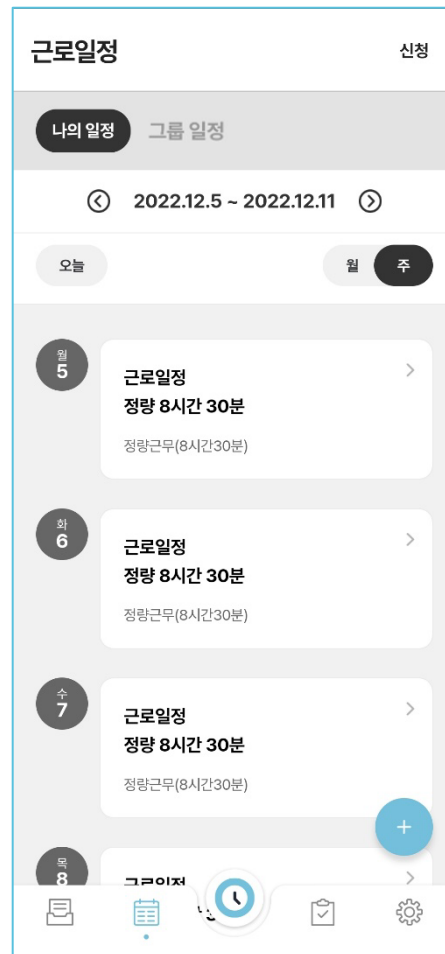 근로일정
신청
나의 일정 그룹 일정
2022.12.5 ~ 2022.12.11
오늘
월 주
월
5
근로일정
정량 8시간 30분
정량근무(8시간30분)
화
6
근로일정
정량 8시간 30분
정량근무(8시간30분)
수
7
근로일정
정량 8시간 30분
정량근무(8시간30분)
목
8
근로일정